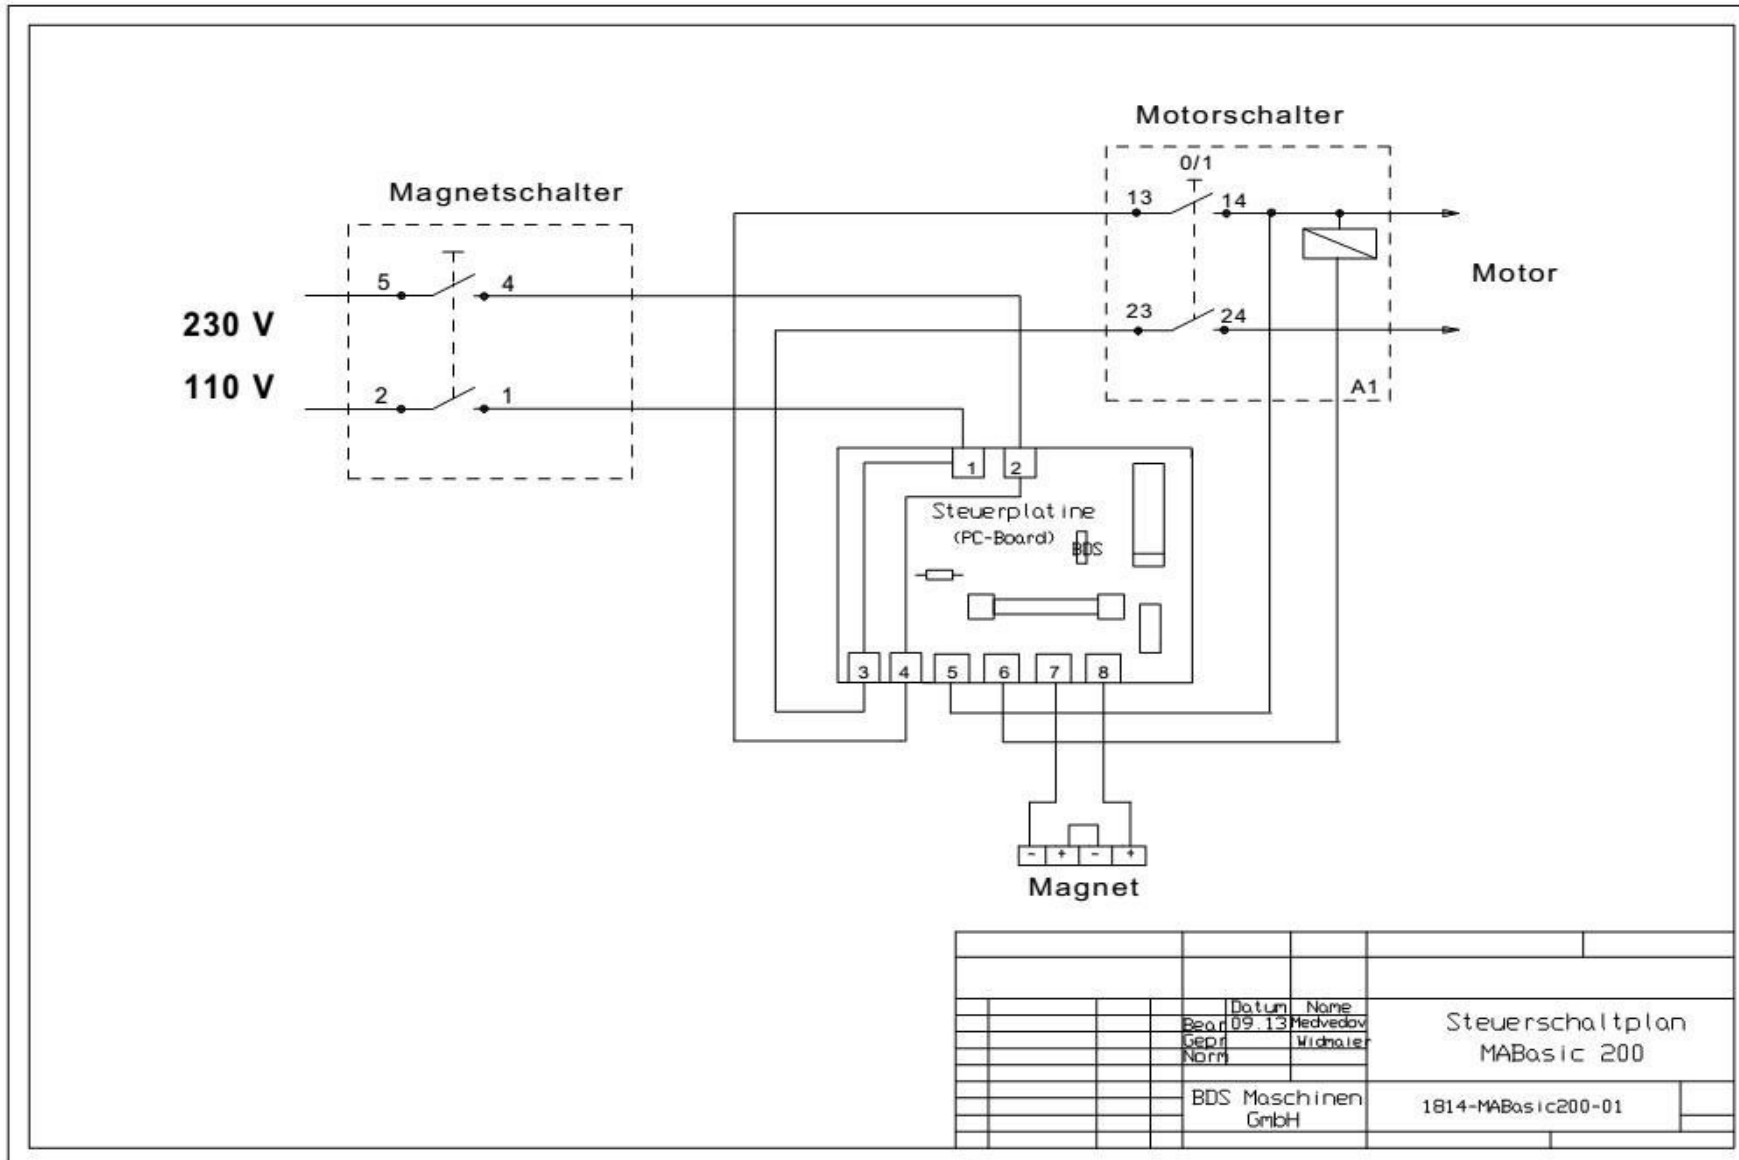 Motorschalter
0/1
13
14
Magnetschalter
5
4
23
24
Motor
230 V
110 V
2
1
A1
1
2
Steuerplatine
(PC-Board)
BDS
3
4
5
6
7
8
- + - +
Magnet
Datum Name
Bear 09.13 Medvedov
Gepr Widmaier
Norm
Steuerschaltplan
MABasic 200
BDS Maschinen
GmbH
1814-MABasic200-01